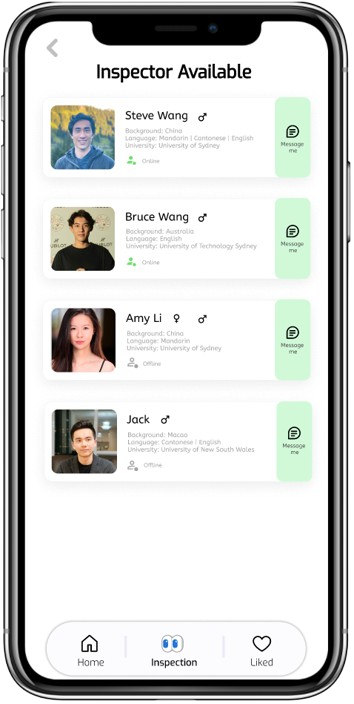 Inspector Available
Steve Wang ♂
Background: China
Language: Mandarin | Cantonese | English
University: University of Sydney
Online
Message
me
Bruce Wang ♂
Background: Australia
Language: English
University: University of Technology Sydney
Online
Message
me
Amy Li ♀ ♂
Background: China
Language: Mandarin
University: University of Sydney
Offline
Message
me
Jack ♂
Background: Macao
Language: Cantonese | English
University: University of New South Wales
Offline
Message
me
Home
Inspection
Liked